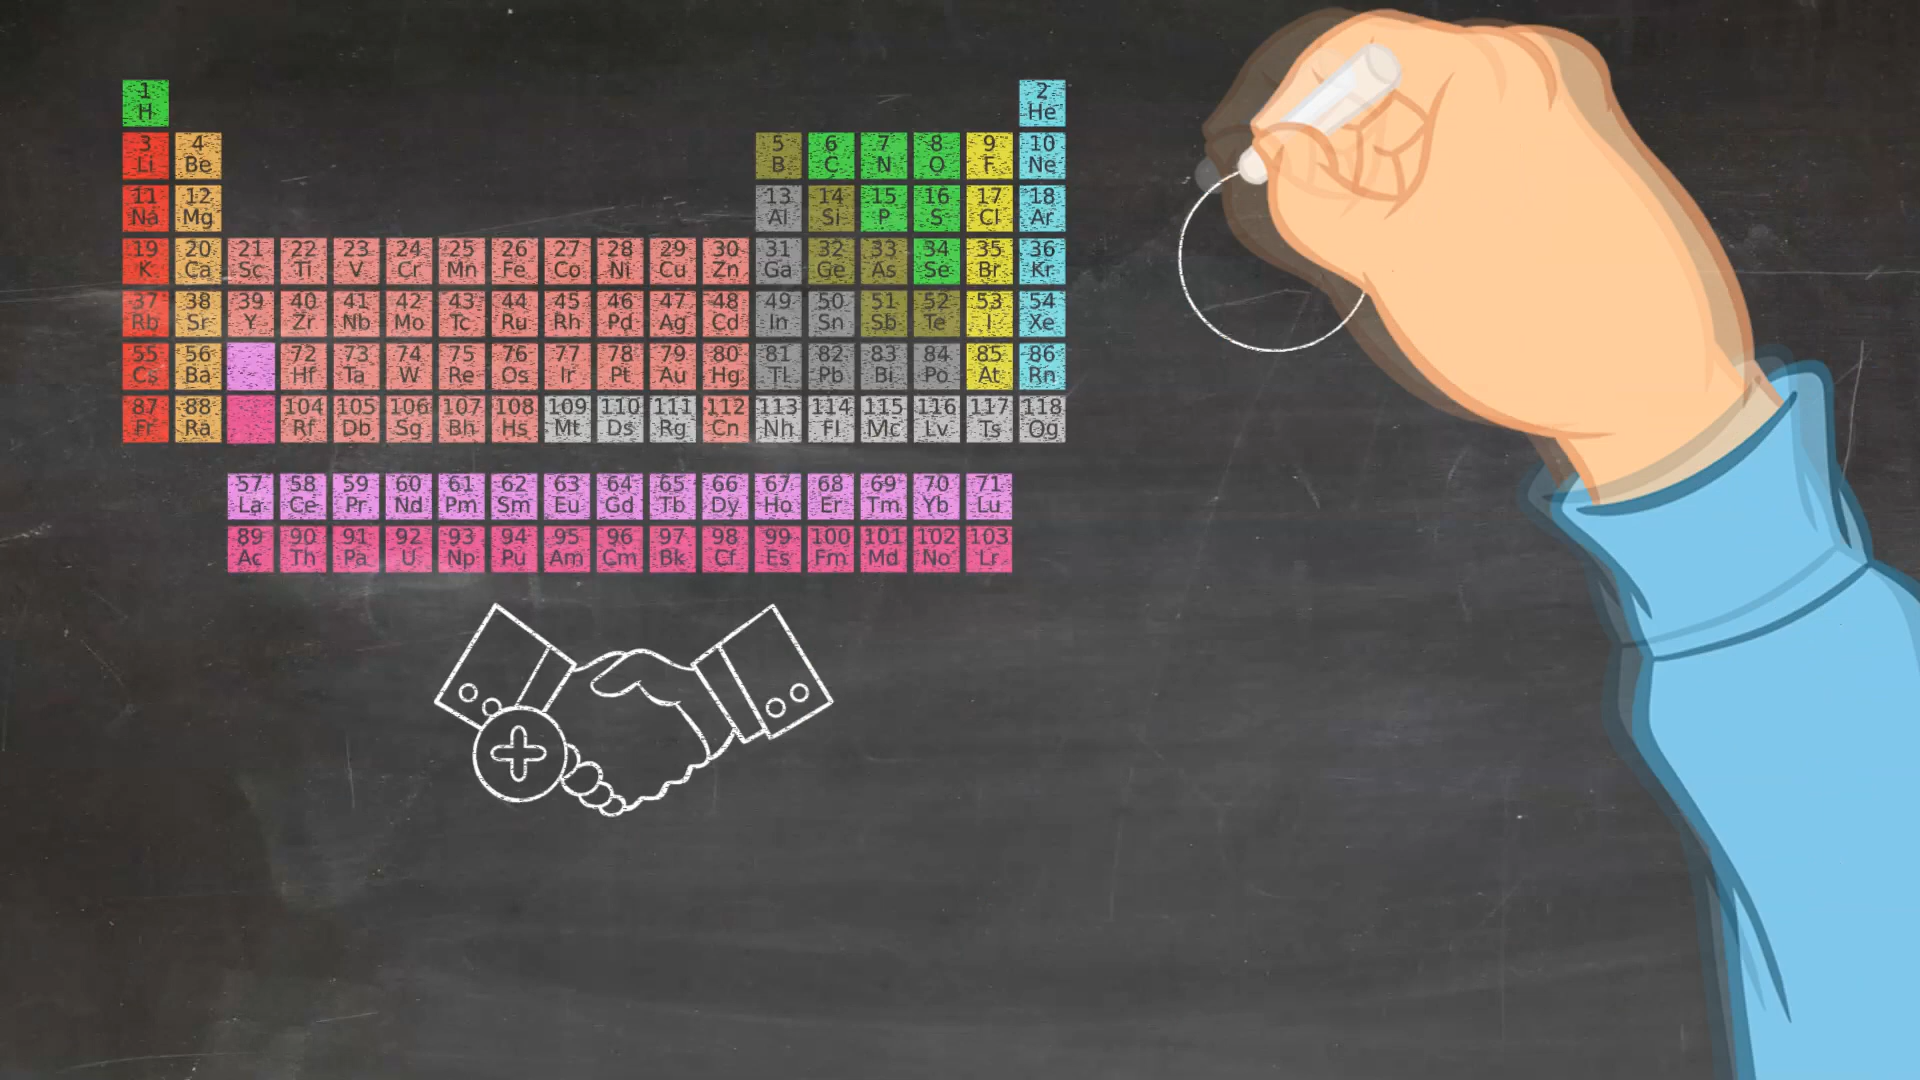 1 2
H He
3 4 5 6 7 8 9 10
Li Be B C N O F Ne
11 12 13 14 15 16 17 18
Na Mg Al Si P S Cl Ar
19 20 21 22 23 24 25 26 27 28 29 30 31 32 33 34 35 36
K Ca Sc Ti V Cr Mn Fe Co Ni Cu Zn Ga Ge As Se Br Kr
37 38 39 40 41 42 43 44 45 46 47 48 49 50 51 52 53 54
Rb Sr Y Zr Nb Mo Tc Ru Rh Pd Ag Cd In Sn Sb Te I Xe
55 56 72 73 74 75 76 77 78 79 80 81 82 83 84 85 86
Cs Ba Hf Ta W Re Os Ir Pt Au Hg Tl Pb Bi Po At Rn
87 88 104 105 106 107 108 109 110 111 112 113 114 115 116 117 118
Fr Ra Rf Db Sg Bh Hs Mt Ds Rg Cn Nh Fl Mc Lv Ts Og
57 58 59 60 61 62 63 64 65 66 67 68 69 70 71
La Ce Pr Nd Pm Sm Eu Gd Tb Dy Ho Er Tm Yb Lu
89 90 91 92 93 94 95 96 97 98 99 100 101 102 103
Ac Th Pa U Np Pu Am Cm Bk Cf Es Fm Md No Lr